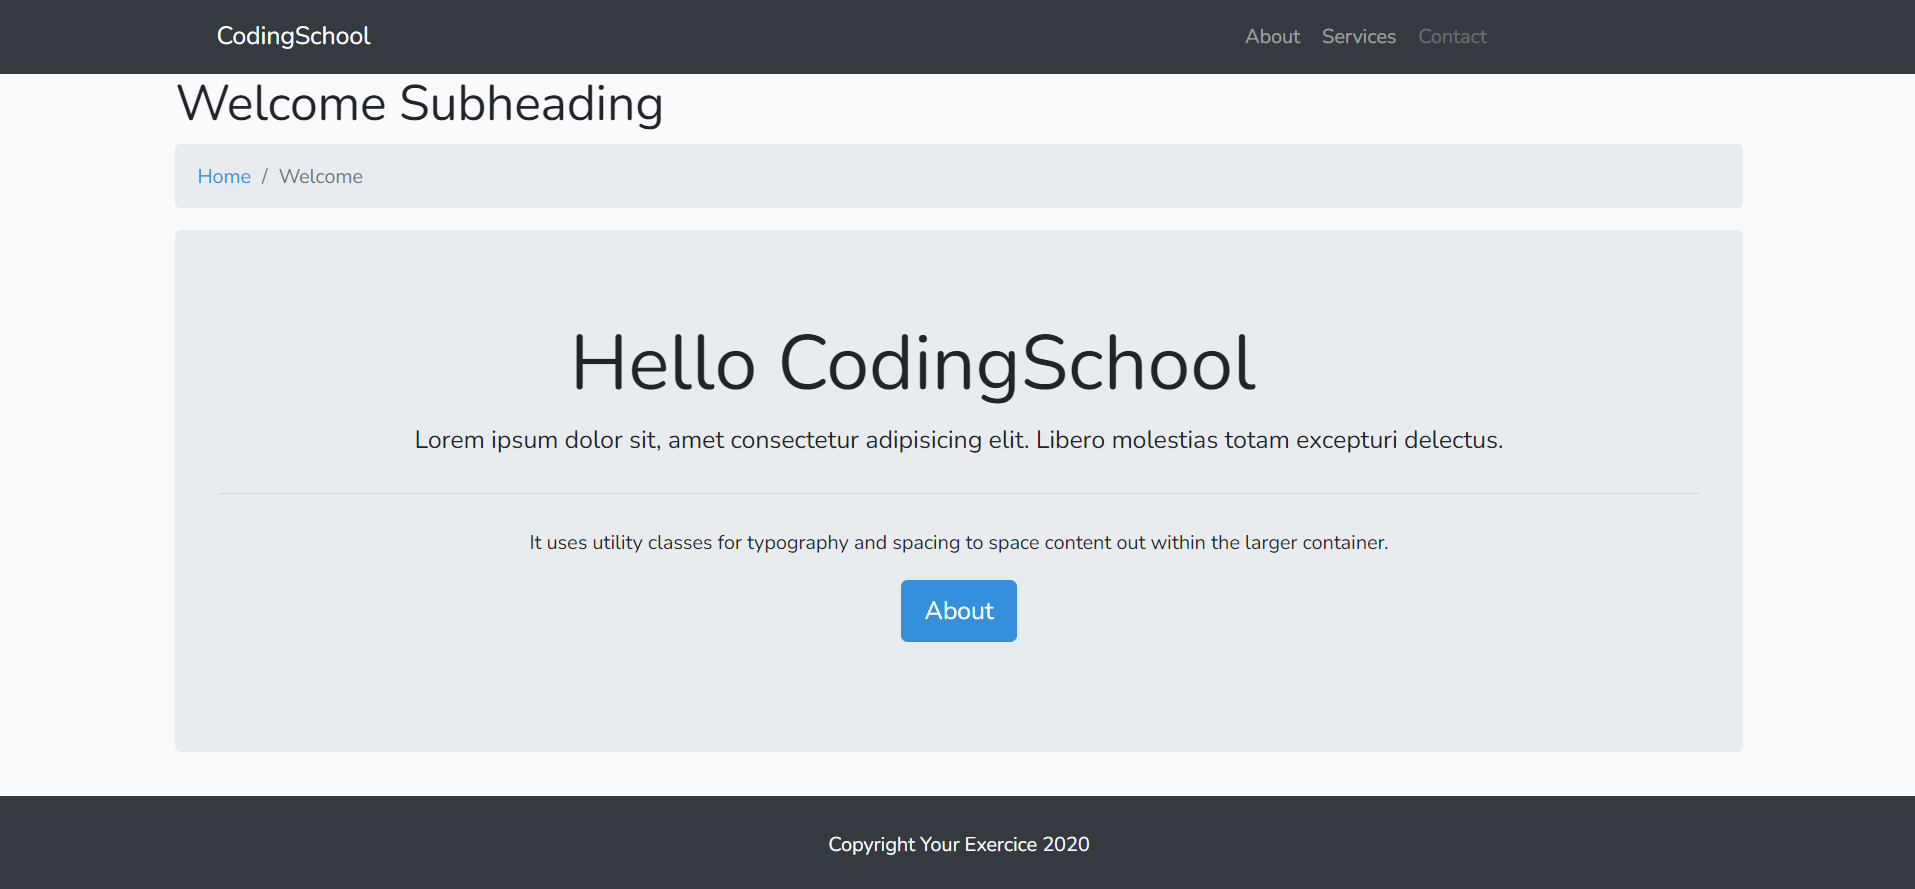 CodingSchool About Services Contact
Welcome Subheading
Home / Welcome
Hello CodingSchool
Lorem ipsum dolor sit, amet consectetur adipisicing elit. Libero molestias totam excepturi delectus.
It uses utility classes for typography and spacing to space content out within the larger container.
About
Copyright Your Exercice 2020